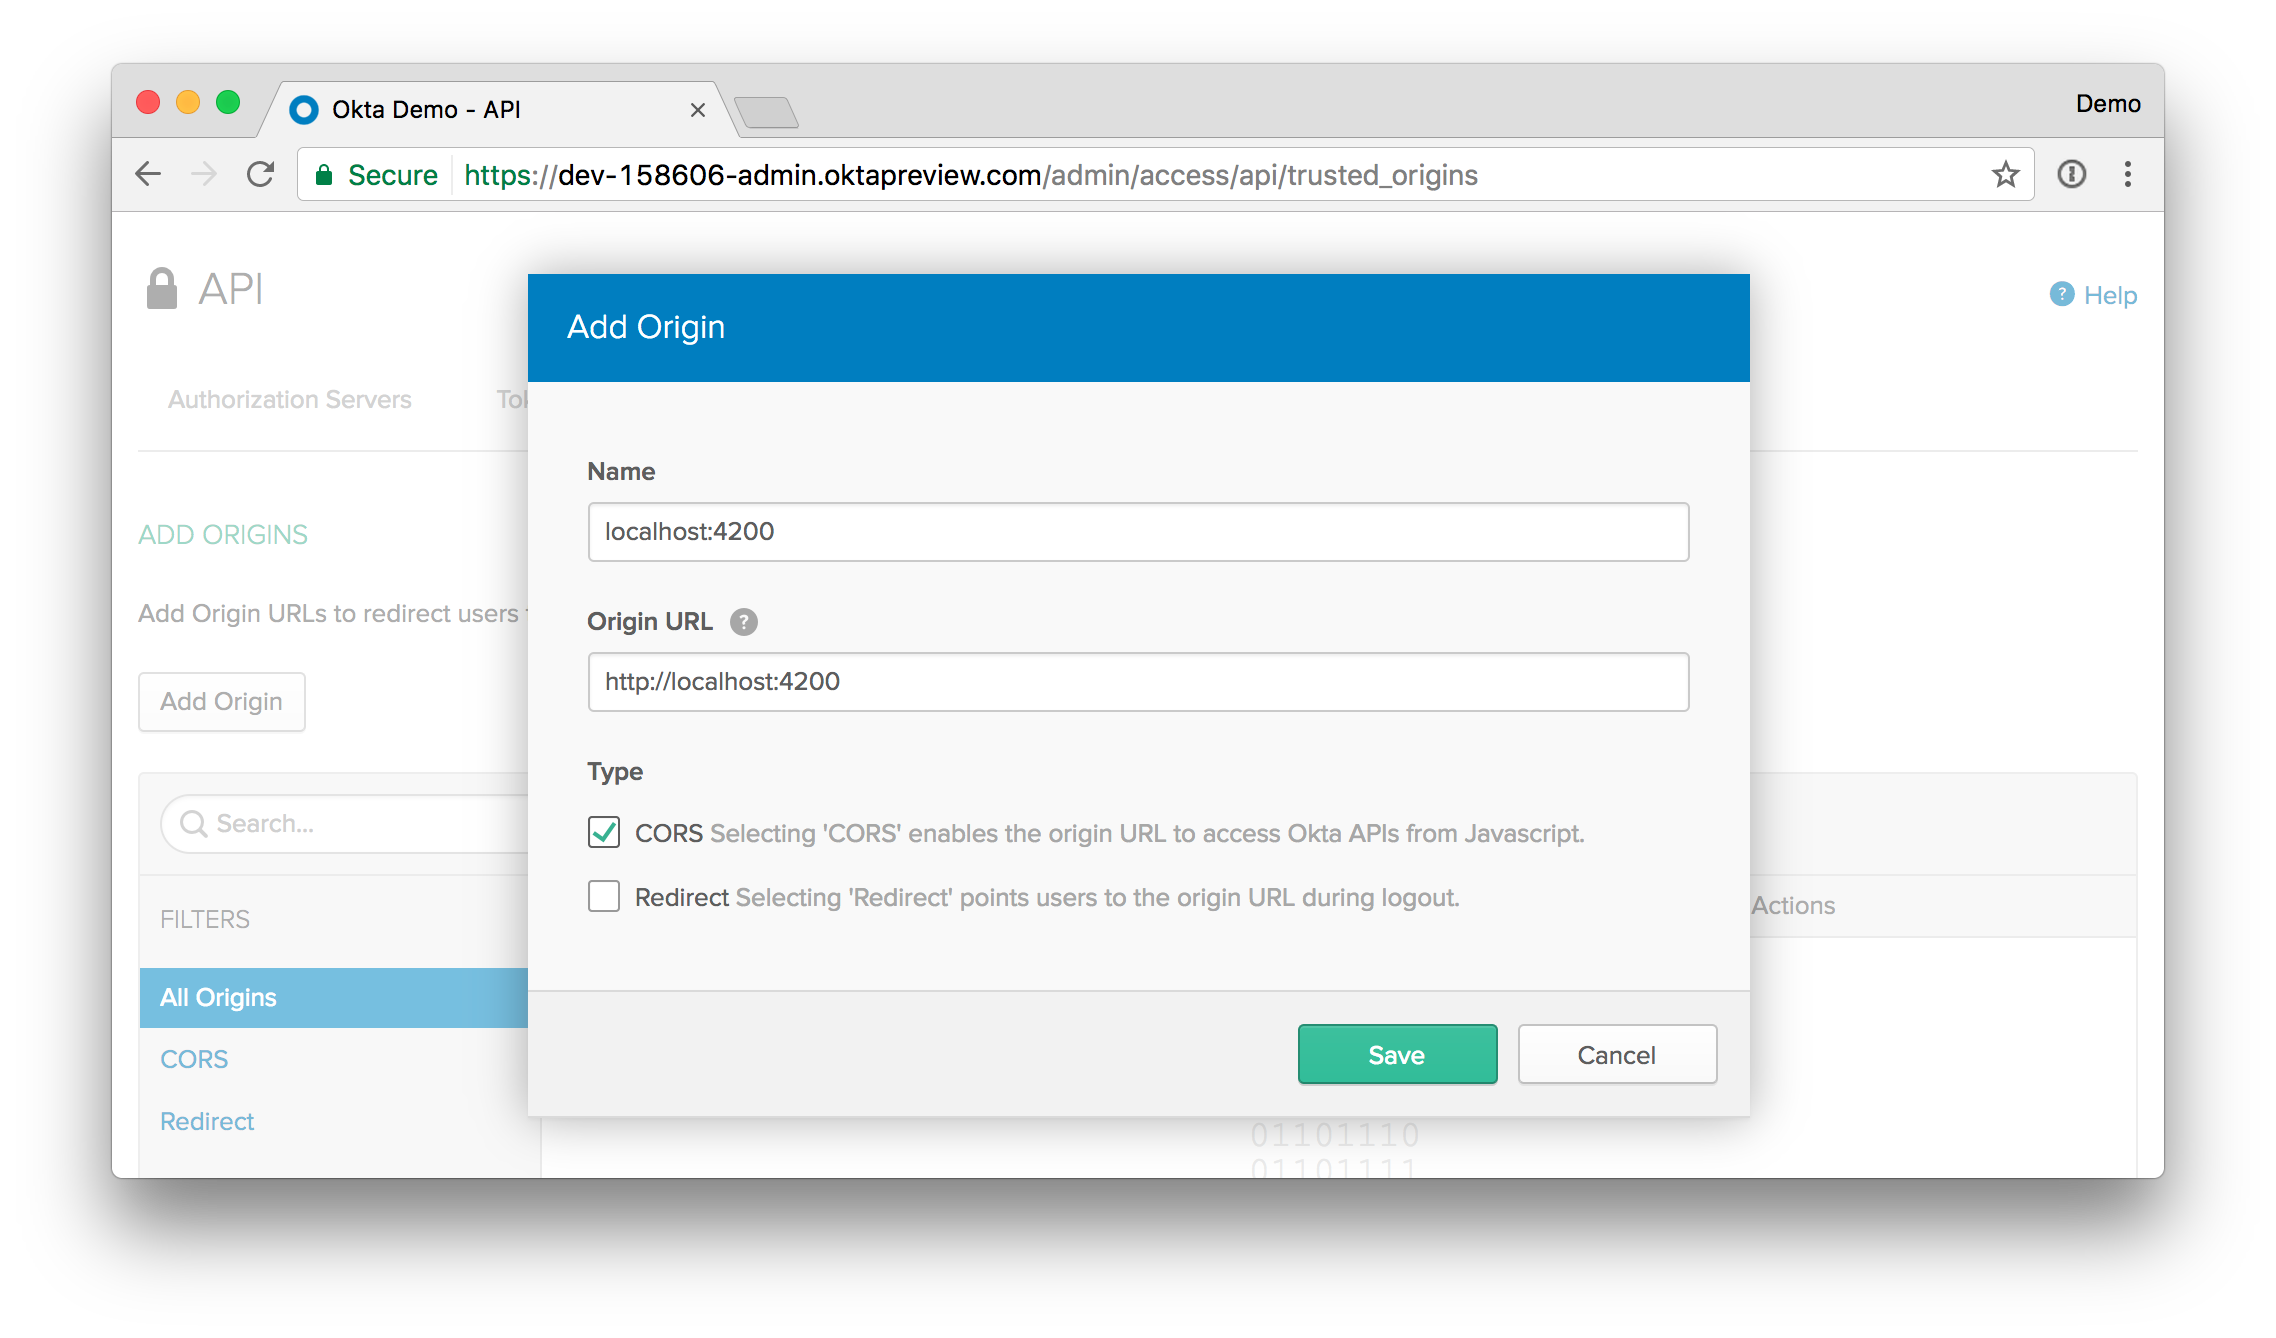 Okta Demo - API
Demo
Secure https://dev-158606-admin.oktapreview.com/admin/access/api/trusted_origins
API
Help
Authorization Servers
ADD ORIGINS
Add Origin URLs to redirect users
Add Origin
Search...
FILTERS
All Origins
CORS
Redirect
Add Origin
Name
localhost:4200
Origin URL ?
http://localhost:4200
Type
CORS Selecting 'CORS' enables the origin URL to access Okta APIs from Javascript.
Redirect Selecting 'Redirect' points users to the origin URL during logout.
Save Cancel
Actions
01101110
01101111